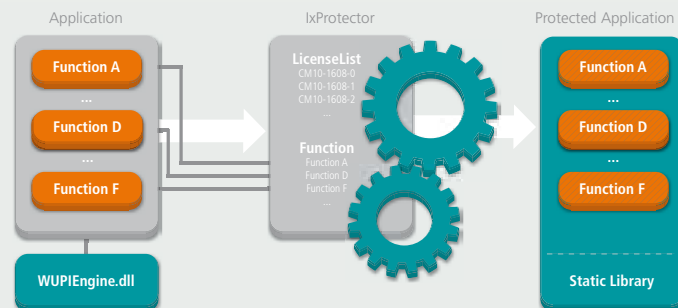 Application
Function A
...
Function D
...
Function F
WUPIEngine.dll
IxProtector
LicenseList
CM10-1608-0
CM10-1608-1
CM10-1608-2
...
Function
Function A
Function D
Function F
...
Protected Application
Function A
...
Function D
...
Function F
Static Library